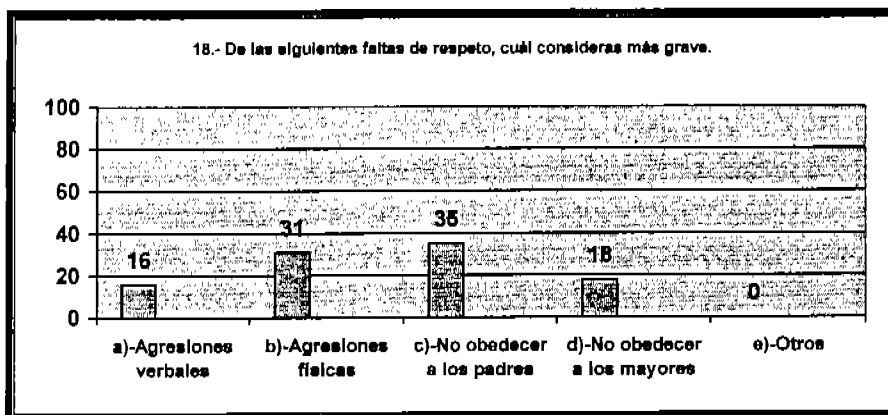 18.- De las siguientes faltas de respeto, cuál consideras más grave.
100
80
60
40
20
0
16
31
35
18
0
a)-Agresiones verbales
b)-Agresiones físicas
c)-No obedecer a los padres
d)-No obedecer a los mayores
e)-Otros